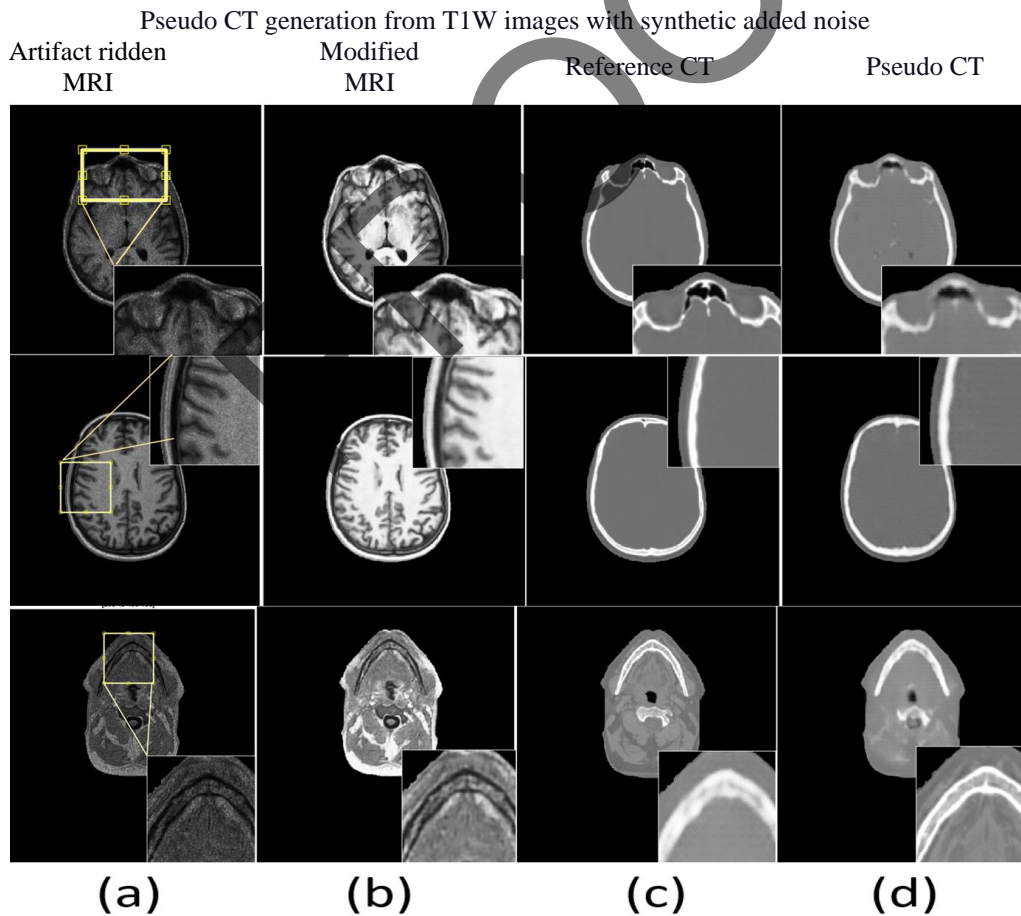 Pseudo CT generation from T1W images with synthetic added noise
Artifact ridden MRI
Modified MRI
Reference CT
Pseudo CT
(a)
(b)
(c)
(d)